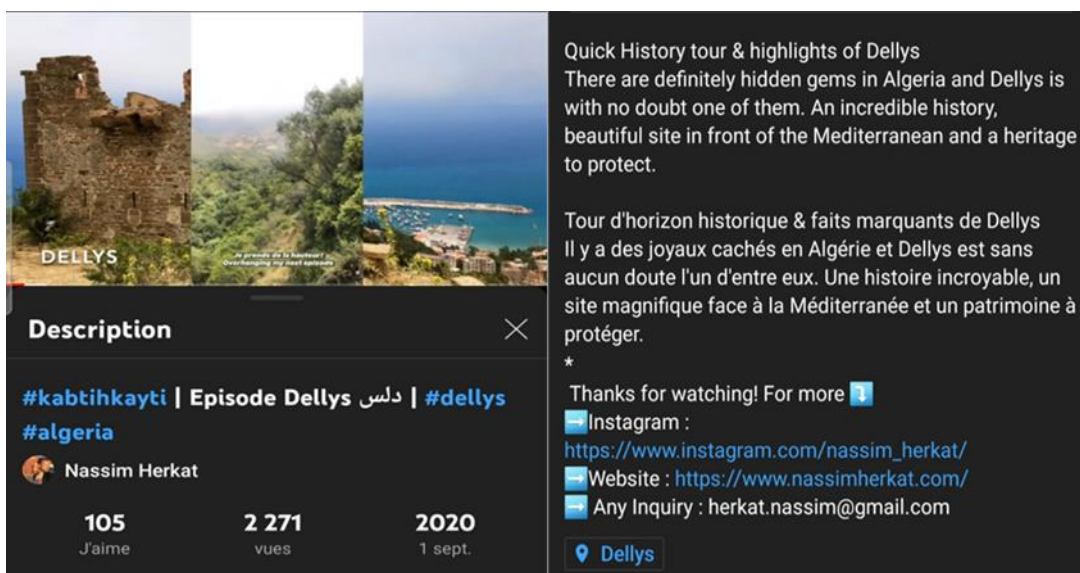 DELLYS
Je prends de la hauteur!
Overhanging my next episode
Description
#kabtihkayti | Episode Dellys دلس | #dellys
#algeria
Nassim Herkat
105
J'aime
2 271
vues
2020
1 sept.
Quick History tour & highlights of Dellys
There are definitely hidden gems in Algeria and Dellys is
with no doubt one of them. An incredible history,
beautiful site in front of the Mediterranean and a heritage
to protect.
Tour d'horizon historique & faits marquants de Dellys
Il y a des joyaux cachés en Algérie et Dellys est sans
aucun doute l'un d'entre eux. Une histoire incroyable, un
site magnifique face à la Méditerranée et un patrimoine à
protéger.
*
Thanks for watching! For more ⤵️
➡️Instagram :
https://www.instagram.com/nassim_herkat/
➡️Website : https://www.nassimherkat.com/
➡️ Any Inquiry : herkat.nassim@gmail.com
Dellys